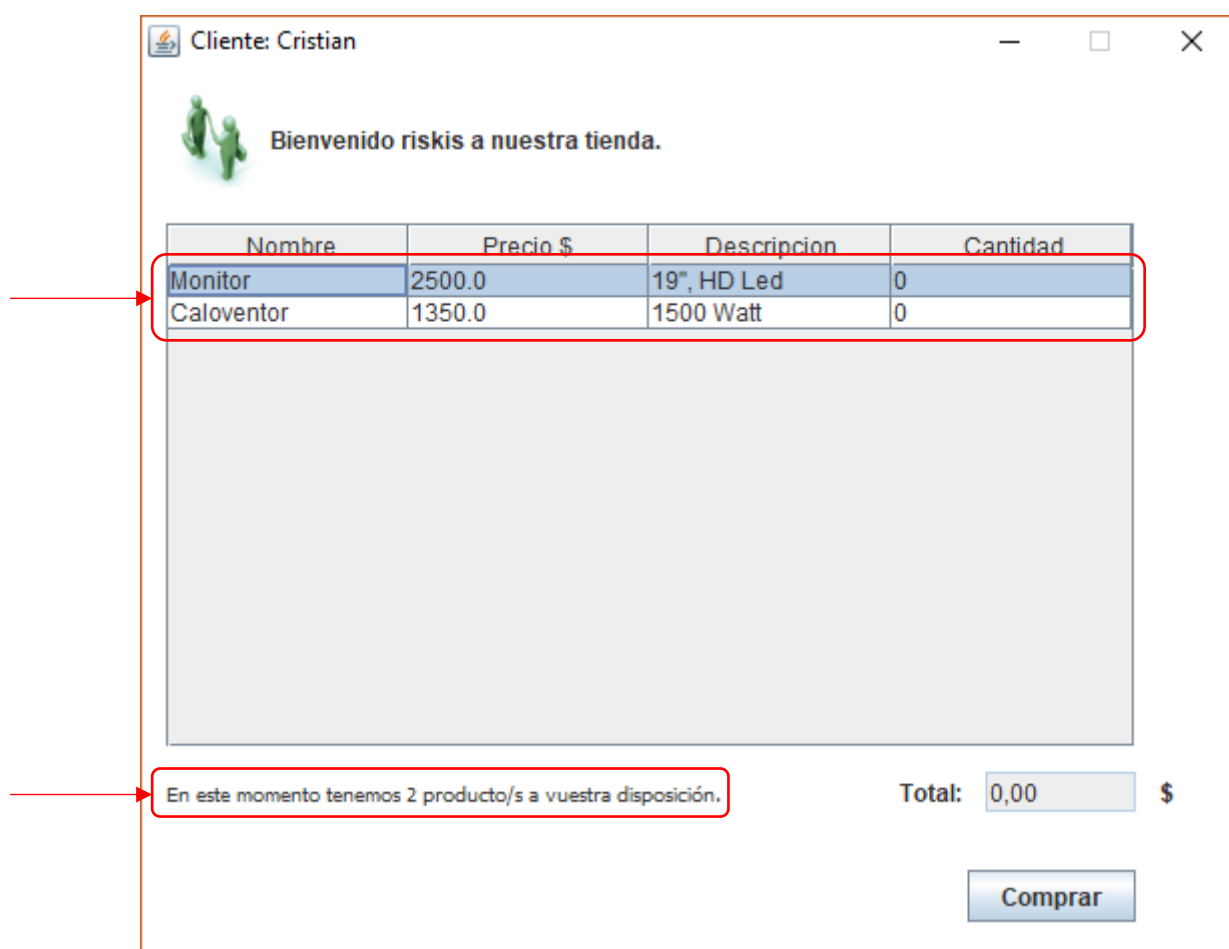 Cliente: Cristian
Bienvenido riskis a nuestra tienda.
Nombre Precio $ Descripcion Cantidad
Monitor 2500.0 19", HD Led 0
Caloventor 1350.0 1500 Watt 0
En este momento tenemos 2 producto/s a vuestra disposición. Total: 0,00 $
Comprar